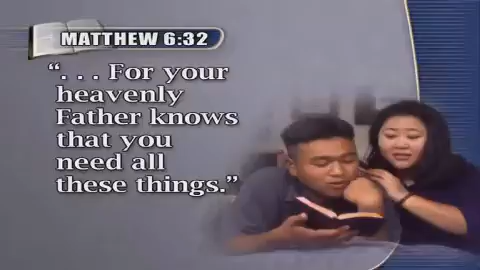 MATTHEW 6:32
“. . . For your
heavenly
Father knows
that you
need all
these things.”